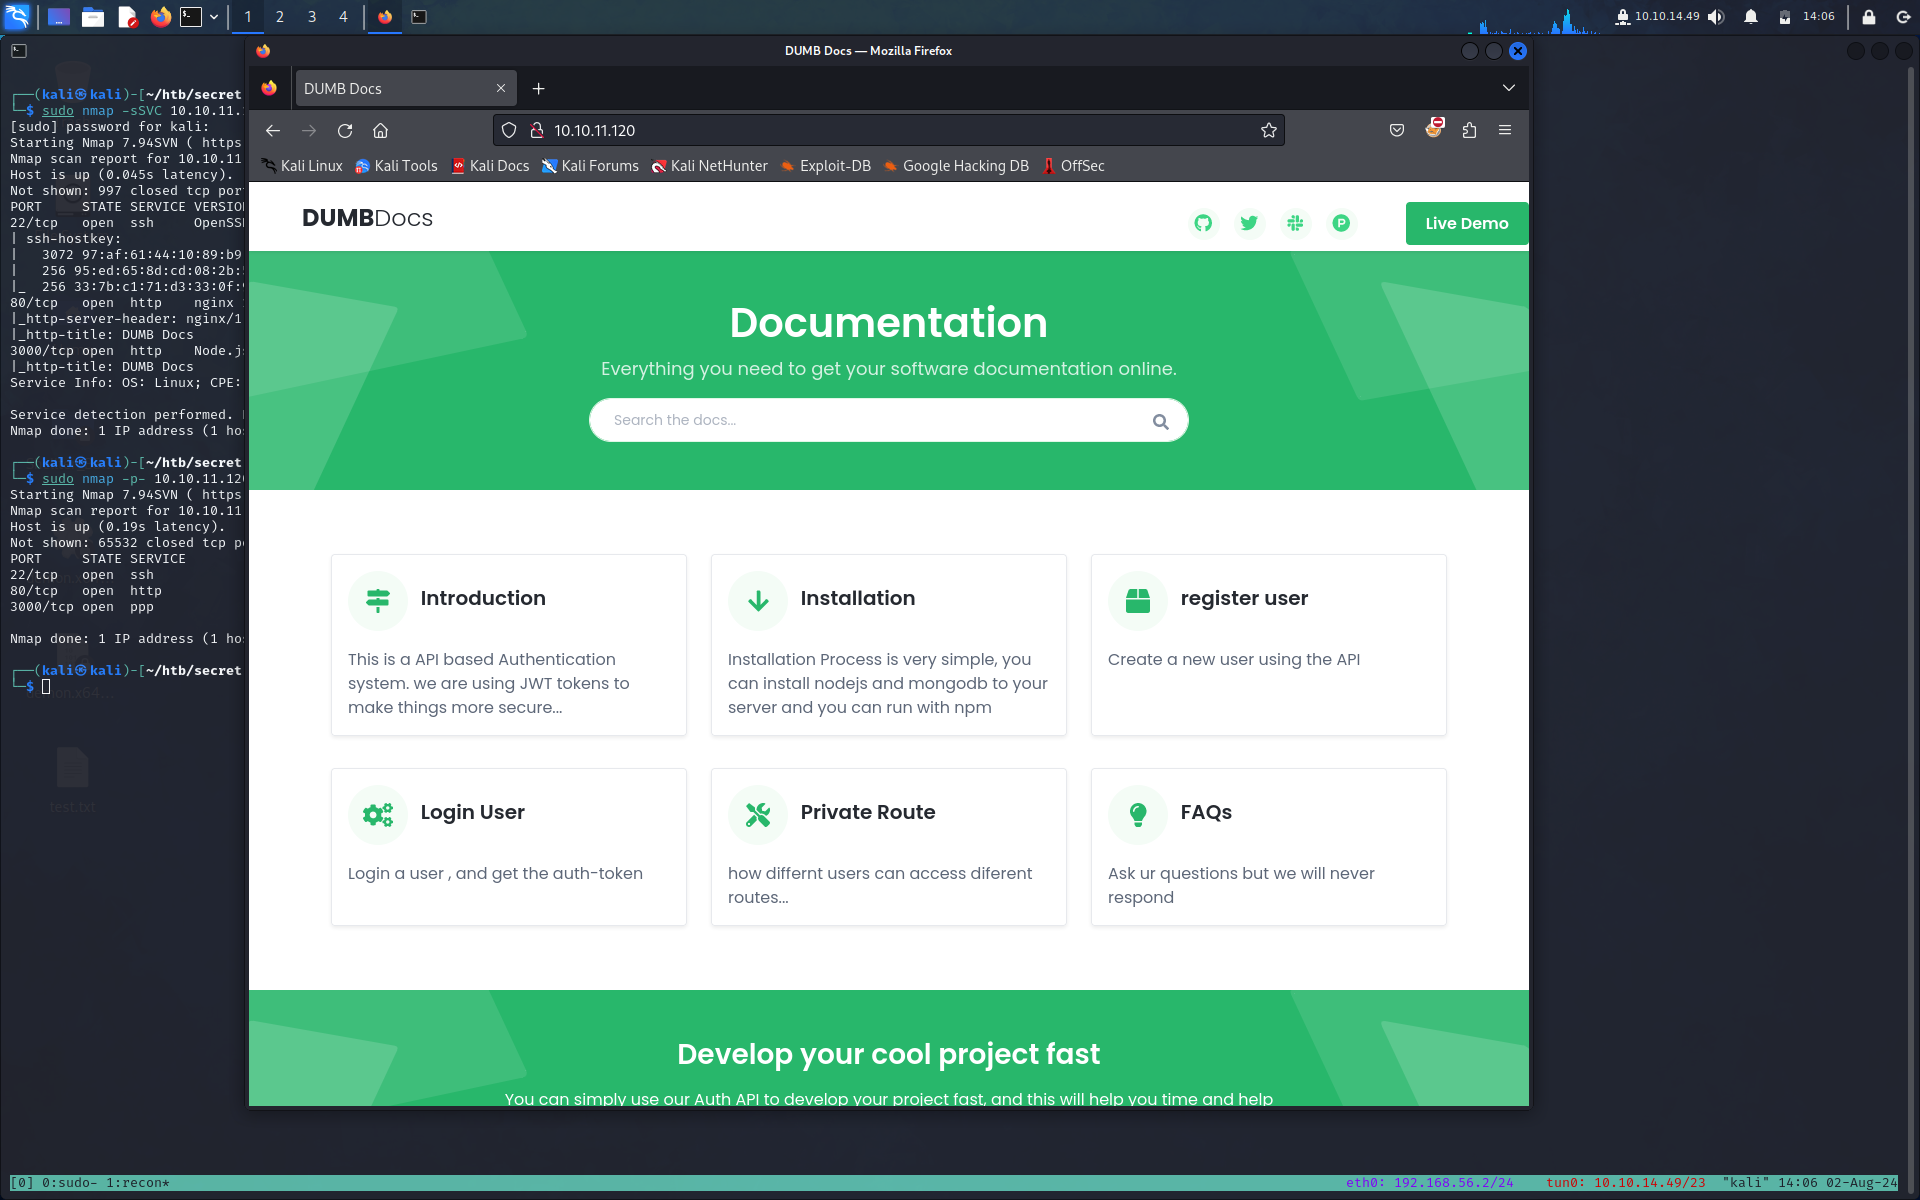 1 2 3 4
10.10.14.49
14:06
DUMB Docs — Mozilla Firefox
DUMB Docs
10.10.11.120
Kali Linux Kali Tools Kali Docs Kali Forums Kali NetHunter Exploit-DB Google Hacking DB OffSec
┌──(kali㉿kali)-[~/htb/secret
└─$ sudo nmap -sSVC 10.10.11.
[sudo] password for kali:
Starting Nmap 7.94SVN ( https
Nmap scan report for 10.10.11
Host is up (0.045s latency).
Not shown: 997 closed tcp por
PORT STATE SERVICE VERSION
22/tcp open ssh OpenSSH
| ssh-hostkey:
| 3072 97:af:61:44:10:89:b9
| 256 95:ed:65:8d:cd:08:2b:
|_ 256 33:7b:c1:71:d3:33:0f:
80/tcp open http nginx
|_http-server-header: nginx/1
|_http-title: DUMB Docs
3000/tcp open http Node.js
|_http-title: DUMB Docs
Service Info: OS: Linux; CPE:
Service detection performed.
Nmap done: 1 IP address (1 hos
┌──(kali㉿kali)-[~/htb/secret
└─$ sudo nmap -p- 10.10.11.120
Starting Nmap 7.94SVN ( https
Nmap scan report for 10.10.11
Host is up (0.19s latency).
Not shown: 65532 closed tcp po
PORT STATE SERVICE
22/tcp open ssh
80/tcp open http
3000/tcp open ppp
Nmap done: 1 IP address (1 hos
┌──(kali㉿kali)-[~/htb/secret
└─$
test.txt
DUMBDocs
Live Demo
Documentation
Everything you need to get your software documentation online.
Search the docs...
Introduction
This is a API based Authentication
system. we are using JWT tokens to
make things more secure...
Installation
Installation Process is very simple, you
can install nodejs and mongodb to your
server and you can run with npm
register user
Create a new user using the API
Login User
Login a user , and get the auth-token
Private Route
how differnt users can access diferent
routes...
FAQs
Ask ur questions but we will never
respond
Develop your cool project fast
You can simply use our Auth API to develop your project fast, and this will help you time and help
[0] 0:sudo- 1:recon*
eth0: 192.168.56.2/24 tun0: 10.10.14.49/23 "kali" 14:06 02-Aug-24